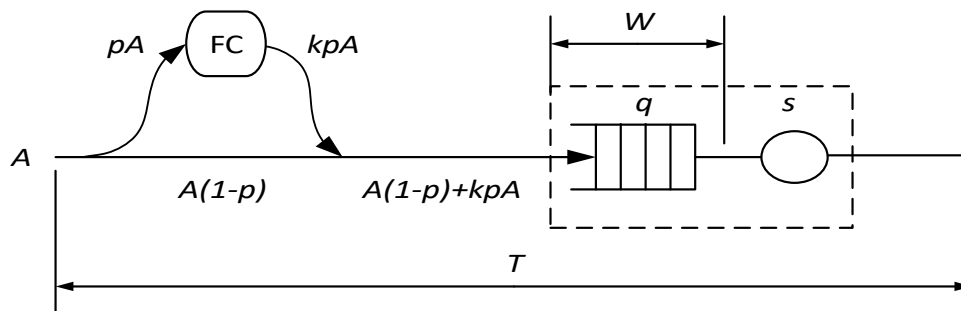 W
pA
FC
kpA
q
s
A
A(1-p)
A(1-p)+kpA
T